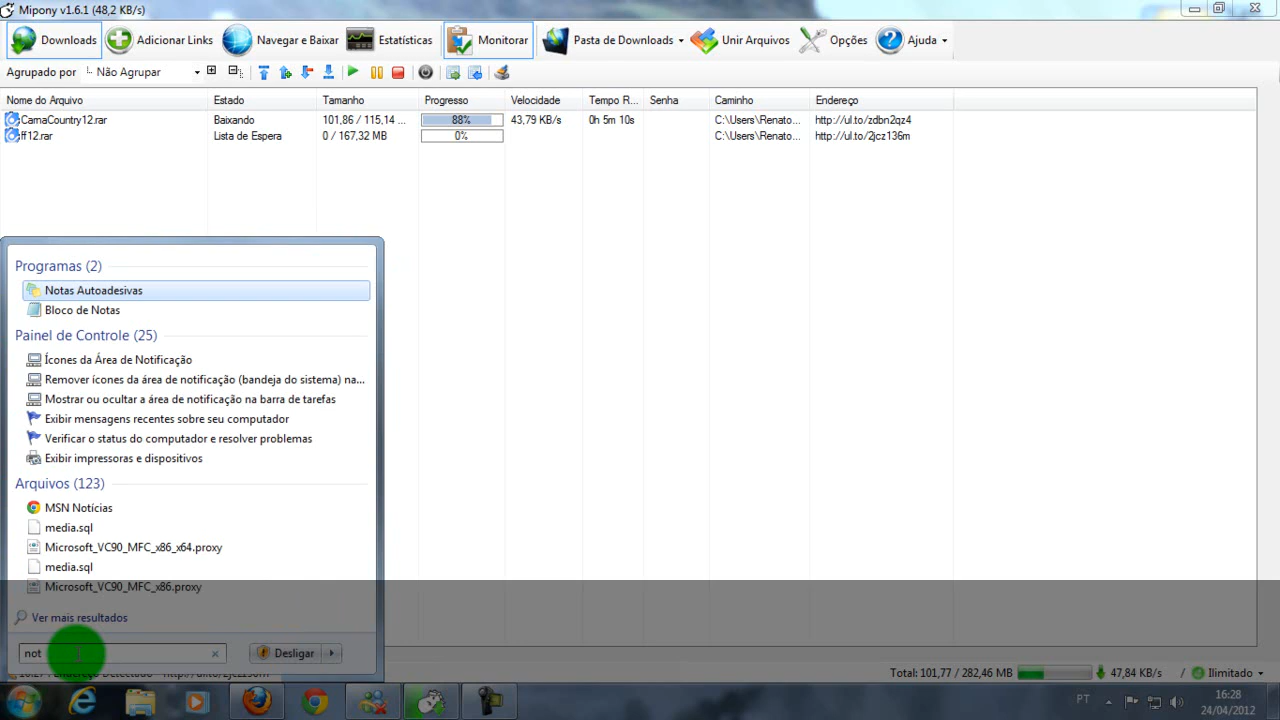 Mipony v1.6.1 (48,2 KB/s)
Downloads Adicionar Links Navegar e Baixar Estatísticas Monitorar Pasta de Downloads Unir Arquivos Opções Ajuda
Agrupado por Não Agrupar
Nome do Arquivo Estado Tamanho Progresso Velocidade Tempo R... Senha Caminho Endereço
CamaCountry12.rar Baixando 101,86 / 115,14 ... 88% 43,79 KB/s 0h 5m 10s C:\Users\Renato... http://ul.to/zdbn2qz4
ff12.rar Lista de Espera 0 / 167,32 MB 0% C:\Users\Renato... http://ul.to/2jcz136m
Programas (2)
Notas Autoadesivas
Bloco de Notas
Painel de Controle (25)
Ícones da Área de Notificação
Remover ícones da área de notificação (bandeja do sistema) na...
Mostrar ou ocultar a área de notificação na barra de tarefas
Exibir mensagens recentes sobre seu computador
Verificar o status do computador e resolver problemas
Exibir impressoras e dispositivos
Arquivos (123)
MSN Notícias
media.sql
Microsoft_VC90_MFC_x86_x64.proxy
media.sql
Microsoft_VC90_MFC_x86.proxy
Ver mais resultados
not Desligar
Total: 101,77 / 282,46 MB 47,84 KB/s / Ilimitado
PT 16:28
24/04/2012